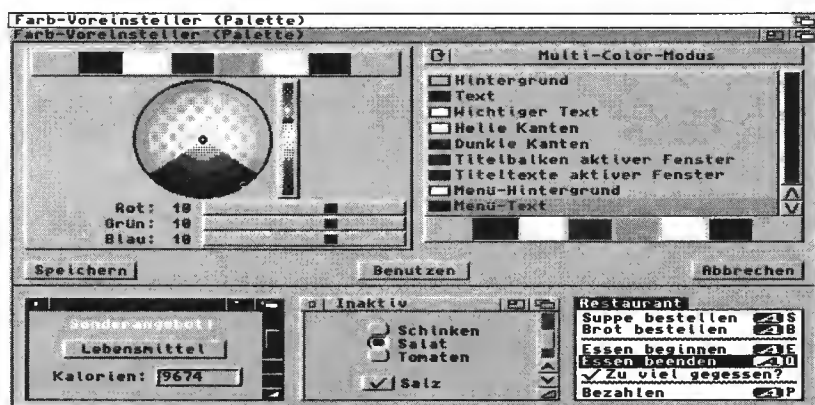 Farb-Voreinsteller (Palette)
Farb-Voreinsteller (Palette)
Multi-Color-Modus
Hintergrund
Text
Wichtiger Text
Helle Kanten
Dunkle Kanten
Titelbalken aktiver Fenster
Titeltexte aktiver Fenster
Menü-Hintergrund
Menü-Text
Rot: 10
Grün: 10
Blau: 10
Speichern
Benutzen
Abbrechen
Sonderangebot!
Lebensmittel
Kalorien: 9674
Inaktiv
Schinken
Salat
Tomaten
Salz
Restaurant
Suppe bestellen S
Brot bestellen B
Essen beginnen E
Essen beenden
Zu viel gegessen?
Bezahlen P